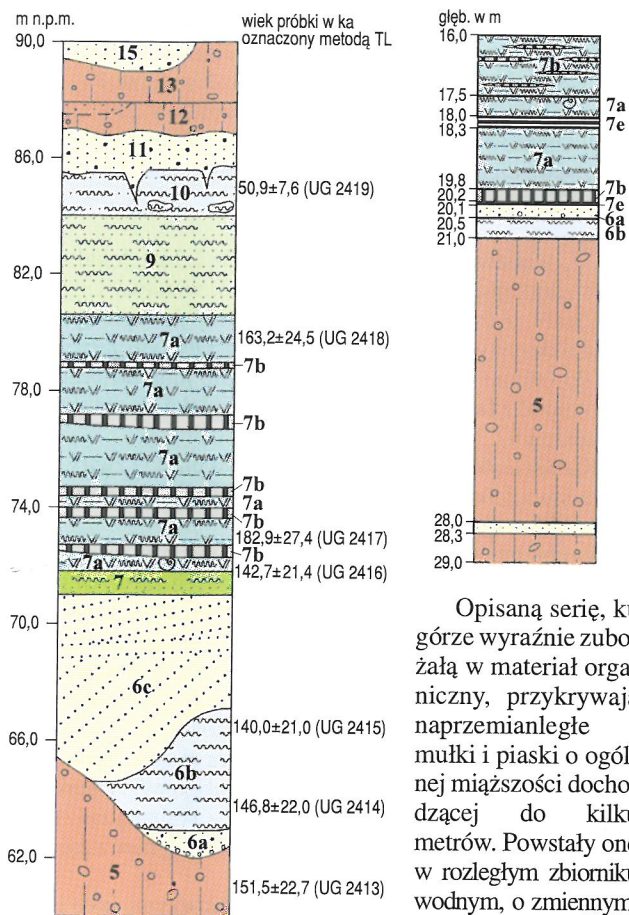 m n.p.m.
wiek próbki w ka
oznaczony metodą TL
90,0
15
13
12
86,0
11
10
50,9±7,6 (UG 2419)
9
82,0
7a
163,2±24,5 (UG 2418)
7b
78,0
7a
7b
7a
7b
74,0
7a
7b
7a
182,9±27,4 (UG 2417)
7b
7a
142,7±21,4 (UG 2416)
7
70,0
6c
140,0±21,0 (UG 2415)
66,0
6b
146,8±22,0 (UG 2414)
6a
62,0
5
151,5±22,7 (UG 2413)
głęb. w m
16,0
7b
7b
17,5
7a
18,0
7e
18,3
7a
19,8
7b
20,2
7e
20,1
6a
20,5
6b
21,0
5
28,0
28,3
29,0
Opisaną serię, ku
górze wyraźnie zubo-
żałą w materiał orga-
niczny, przykrywają
naprzemianległe
mułki i piaski o ogól-
nej miąższości docho-
dzącej do kilku
metrów. Powstały one
w rozległym zbiorniku
wodnym, o zmiennym